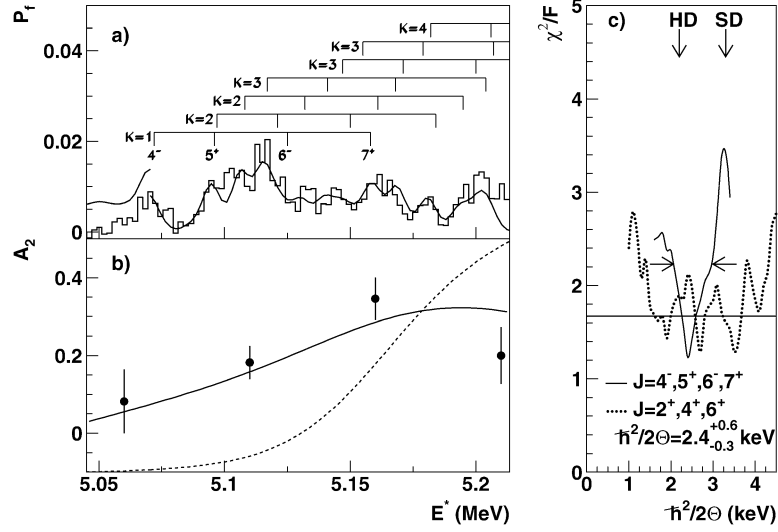 P_f
a)
0.04
0.02
0
K=4
K=3
K=3
K=3
K=2
K=2
K=1
4⁻ 5⁺ 6⁻ 7⁺
A₂
b)
0.4
0.2
0
5.05 5.1 5.15 5.2
E* (MeV)
χ²/F
c) HD SD
5
4
3
2
1
0
J=4⁻,5⁺,6⁻,7⁺
J=2⁺,4⁺,6⁺
ħ²/2Θ=2.4 +0.6 -0.3 keV
0 1 2 3 4
ħ²/2Θ (keV)